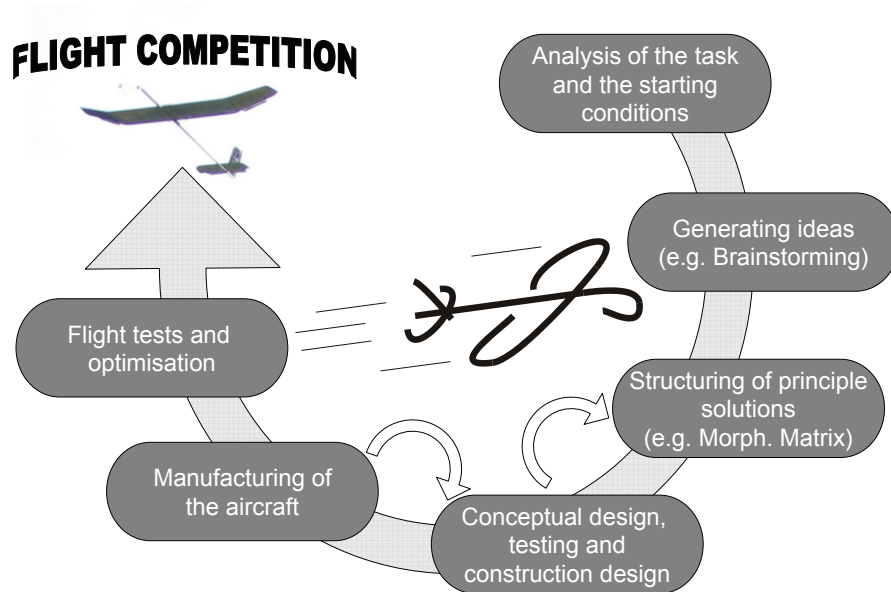 FLIGHT COMPETITION
Analysis of the task
and the starting
conditions
Generating ideas
(e.g. Brainstorming)
Structuring of principle
solutions
(e.g. Morph. Matrix)
Conceptual design,
testing and
construction design
Manufacturing of
the aircraft
Flight tests and
optimisation